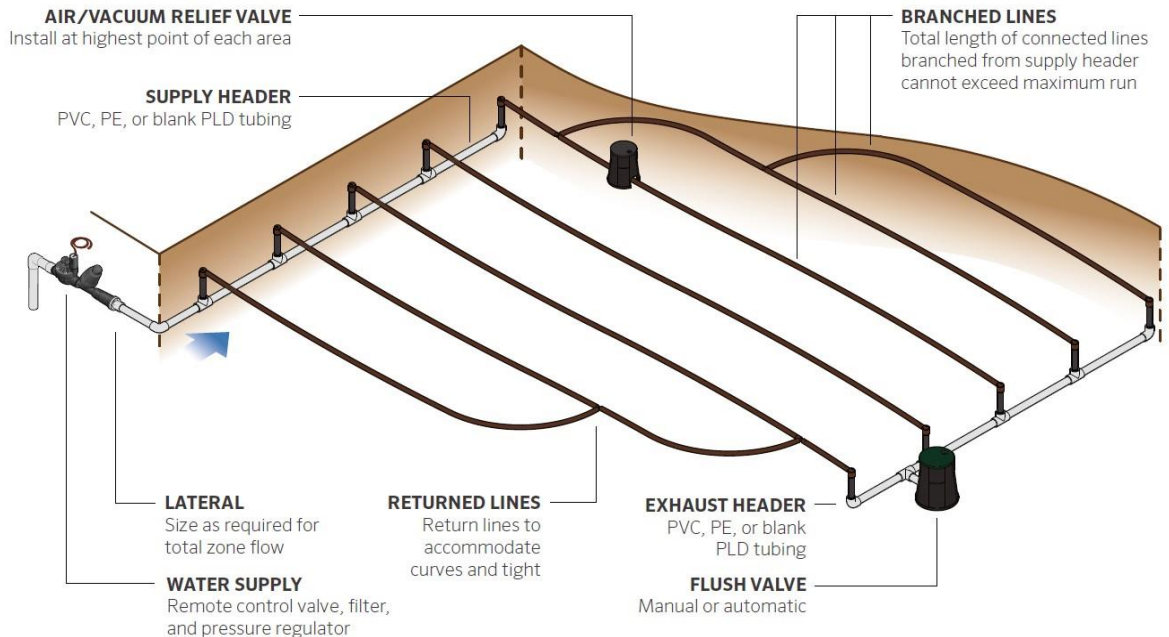 AIR/VACUUM RELIEF VALVE
Install at highest point of each area
SUPPLY HEADER
PVC, PE, or blank PLD tubing
BRANCHED LINES
Total length of connected lines
branched from supply header
cannot exceed maximum run
LATERAL
Size as required for
total zone flow
WATER SUPPLY
Remote control valve, filter,
and pressure regulator
RETURNED LINES
Return lines to
accommodate
curves and tight
EXHAUST HEADER
PVC, PE, or blank
PLD tubing
FLUSH VALVE
Manual or automatic